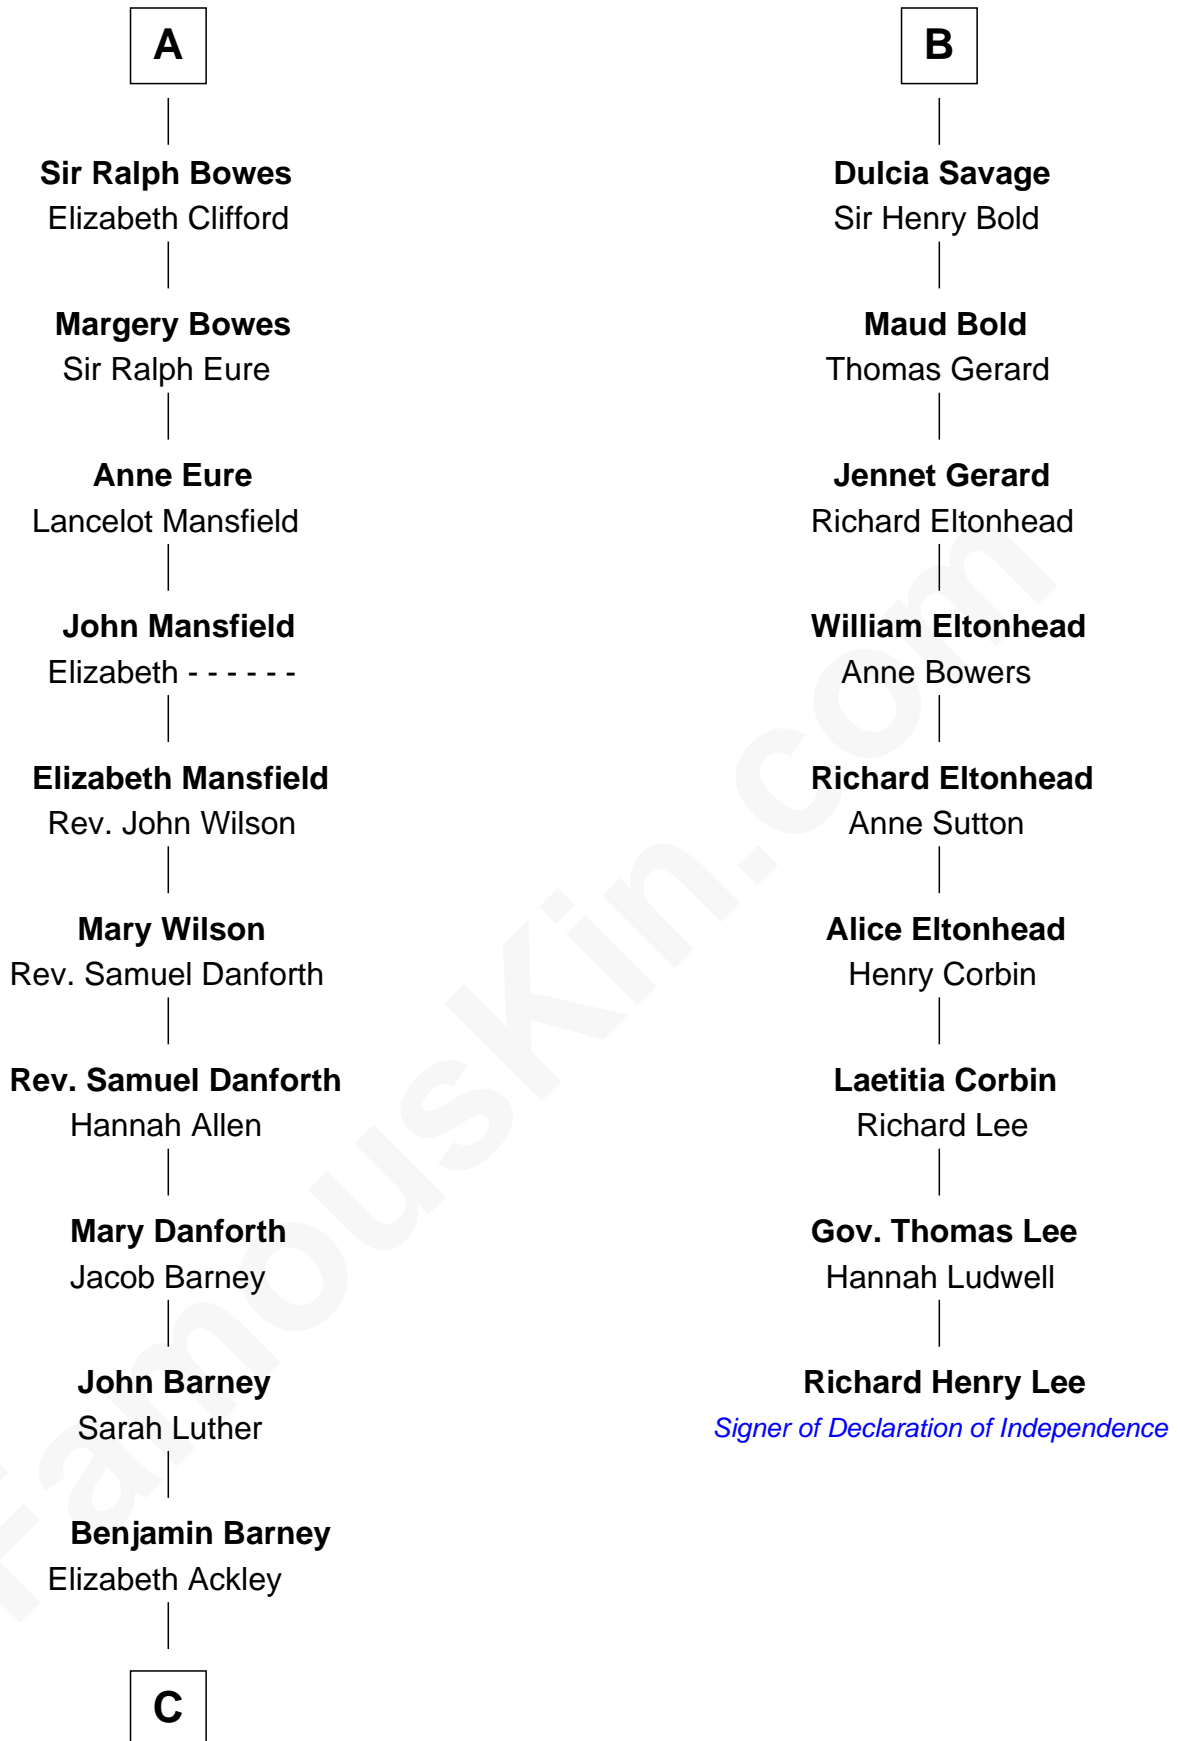 A
Sir Ralph Bowes
Elizabeth Clifford
Margery Bowes
Sir Ralph Eure
Anne Eure
Lancelot Mansfield
John Mansfield
Elizabeth - - - - - -
Elizabeth Mansfield
Rev. John Wilson
Mary Wilson
Rev. Samuel Danforth
Rev. Samuel Danforth
Hannah Allen
Mary Danforth
Jacob Barney
John Barney
Sarah Luther
Benjamin Barney
Elizabeth Ackley
C
B
Dulcia Savage
Sir Henry Bold
Maud Bold
Thomas Gerard
Jennet Gerard
Richard Eltonhead
William Eltonhead
Anne Bowers
Richard Eltonhead
Anne Sutton
Alice Eltonhead
Henry Corbin
Laetitia Corbin
Richard Lee
Gov. Thomas Lee
Hannah Ludwell
Richard Henry Lee
Signer of Declaration of Independence
FamousKin.com